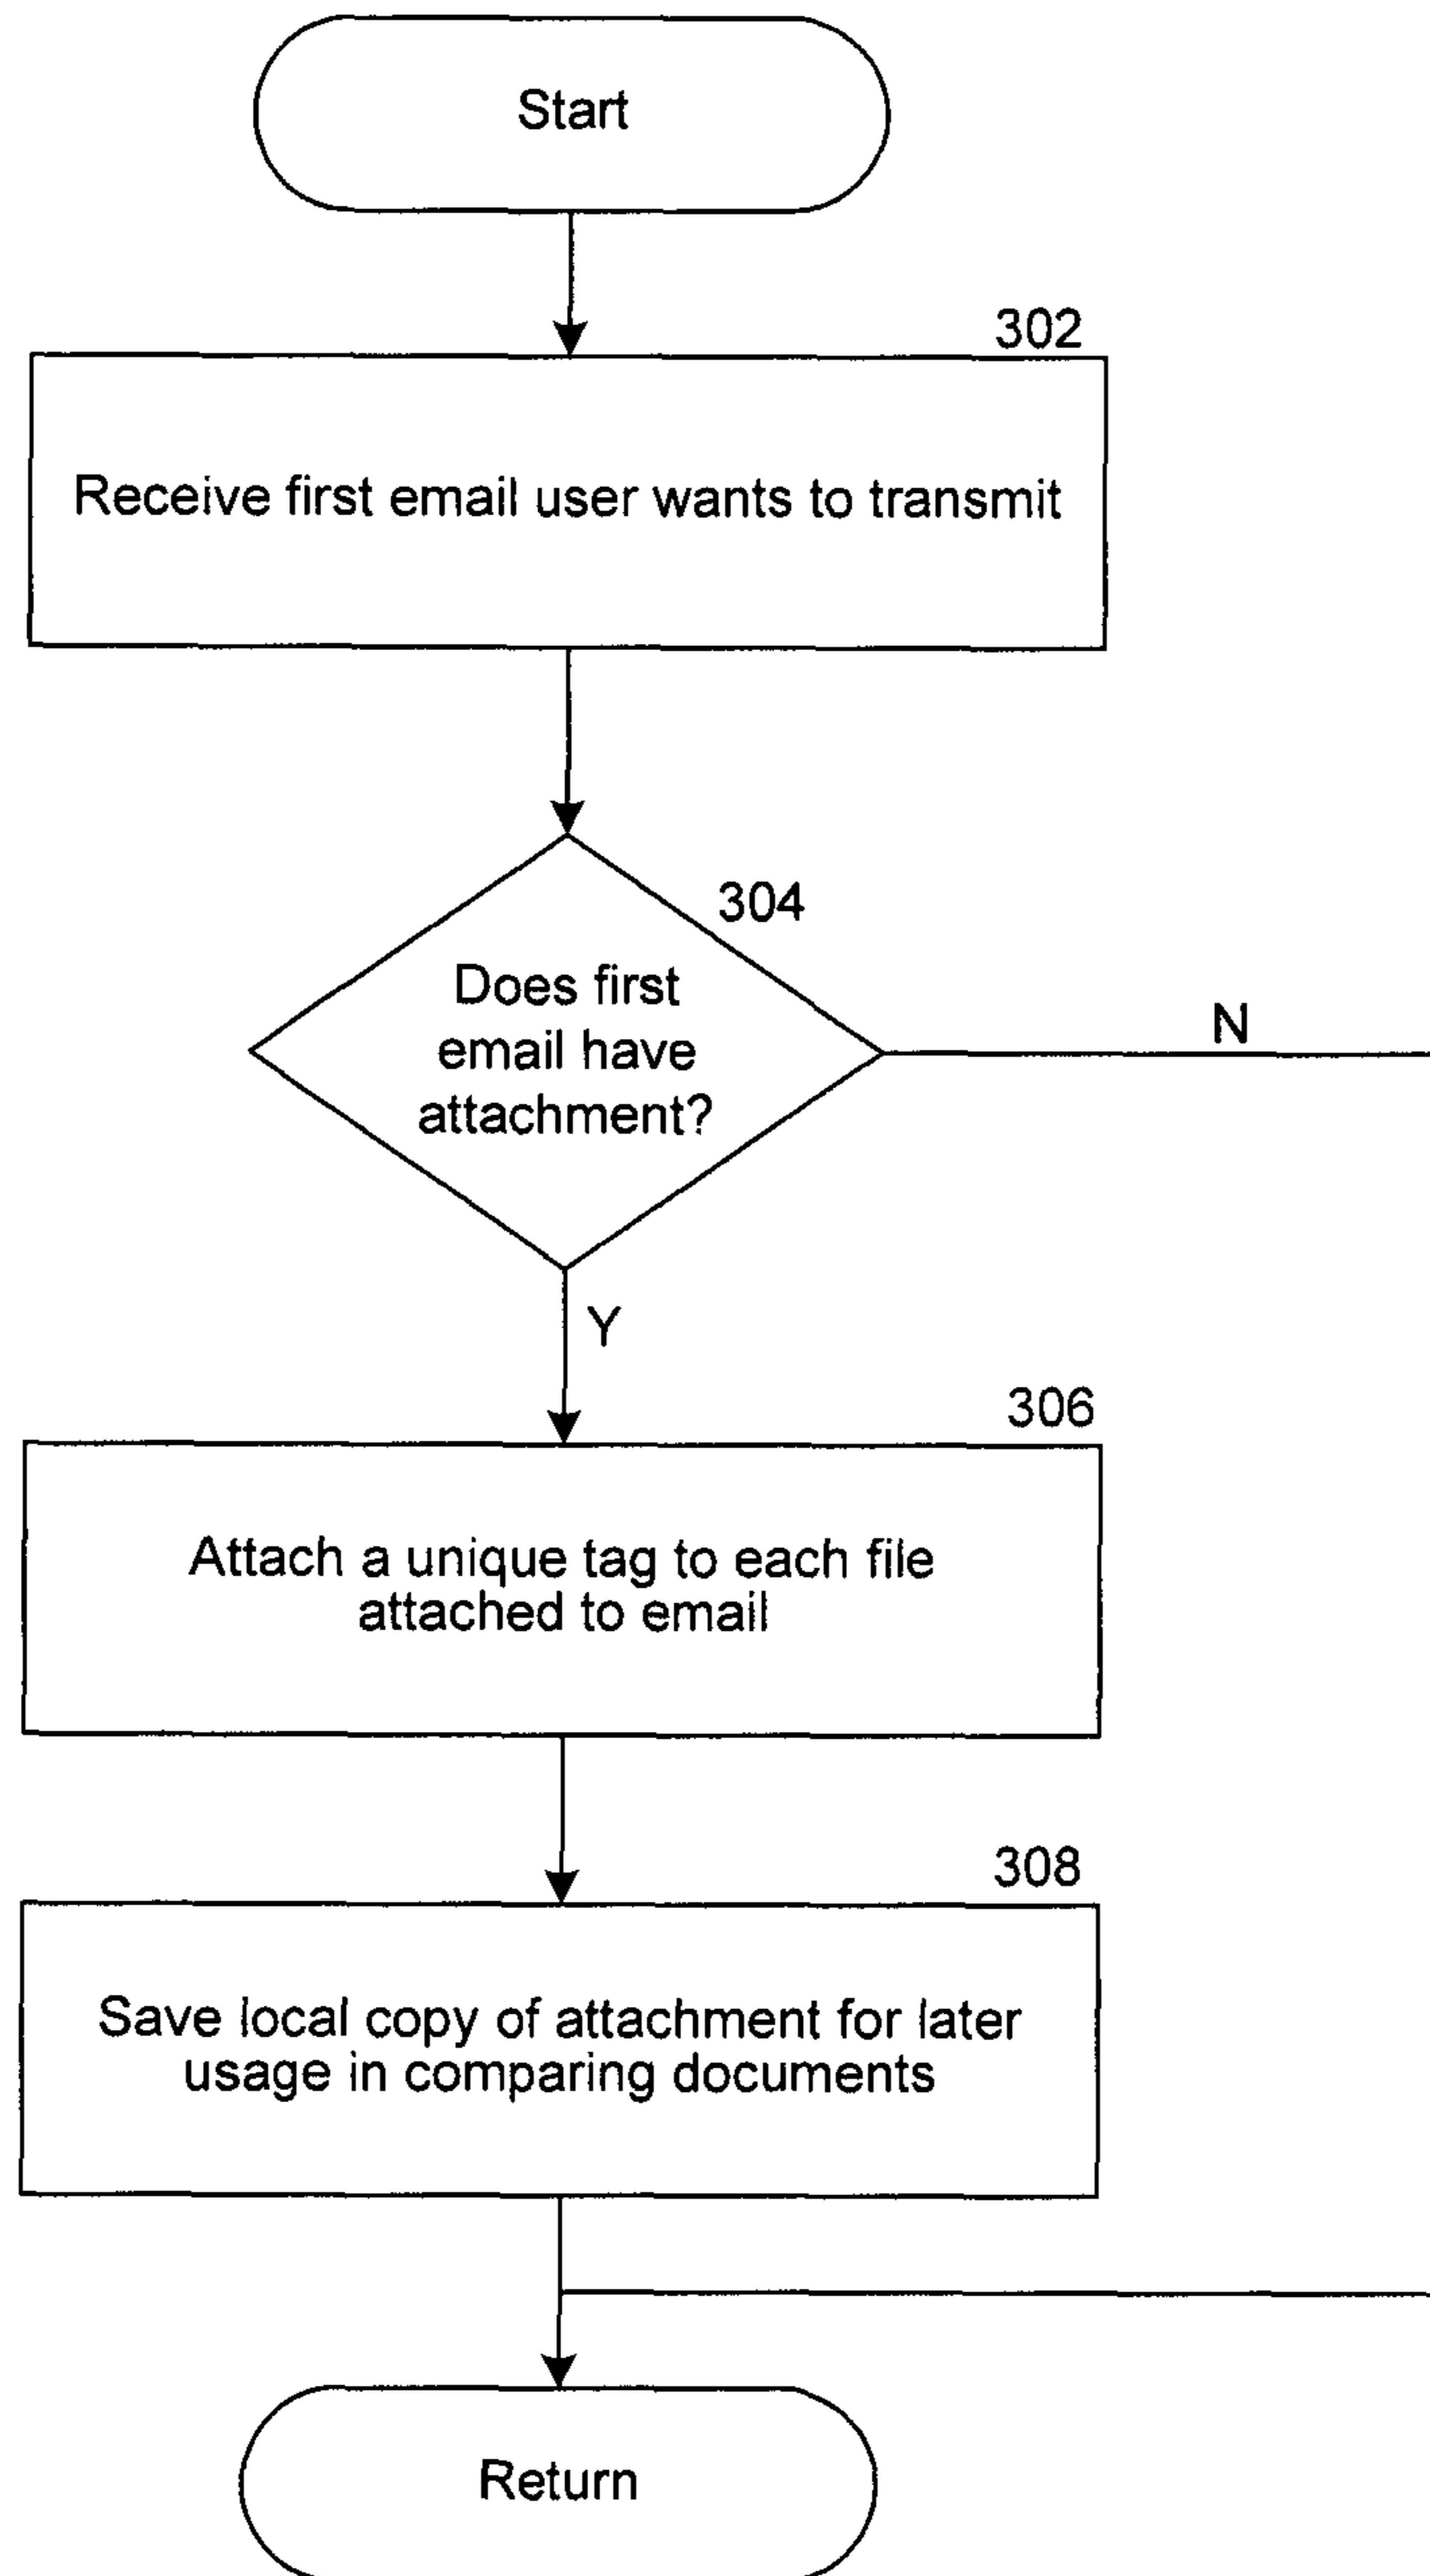 Start
302
Receive first email user wants to transmit
304
Does first
email have
attachment?
N
Y
306
Attach a unique tag to each file
attached to email
308
Save local copy of attachment for later
usage in comparing documents
Return